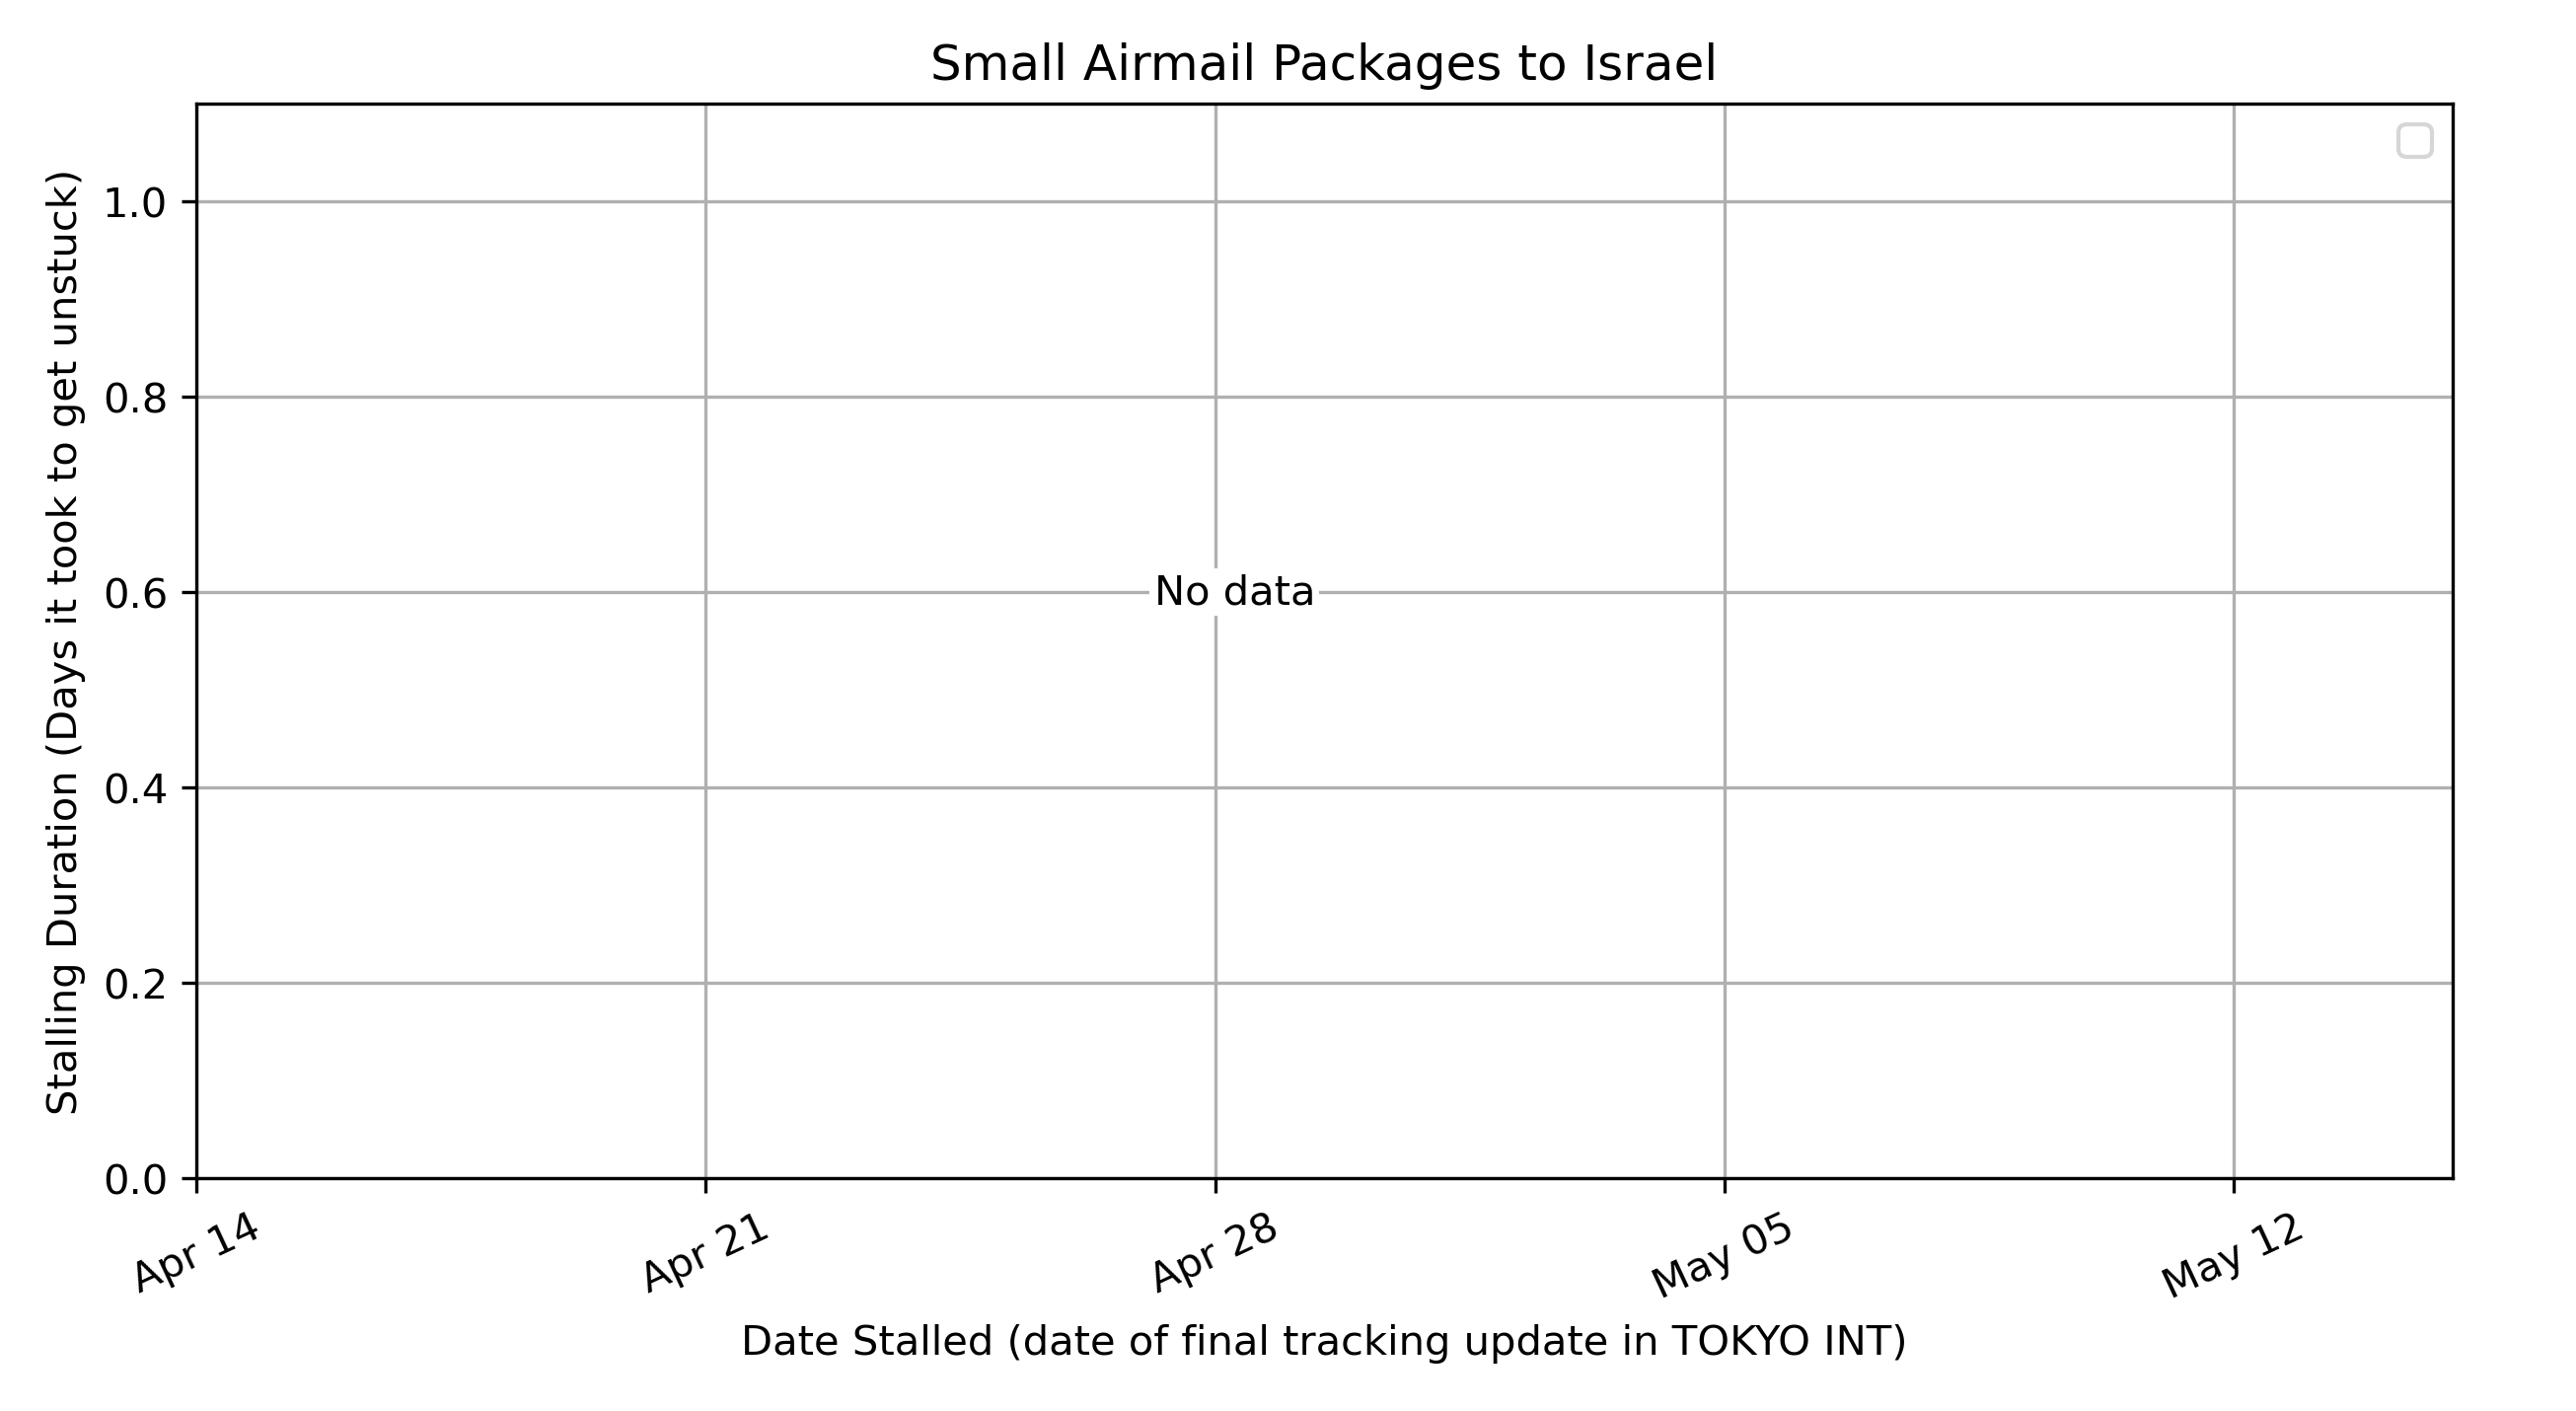 Small Airmail Packages to Israel
Stalling Duration (Days it took to get unstuck)
1.0
0.8
0.6
0.4
0.2
0.0
No data
Apr 14
Apr 21
Apr 28
May 05
May 12
Date Stalled (date of final tracking update in TOKYO INT)